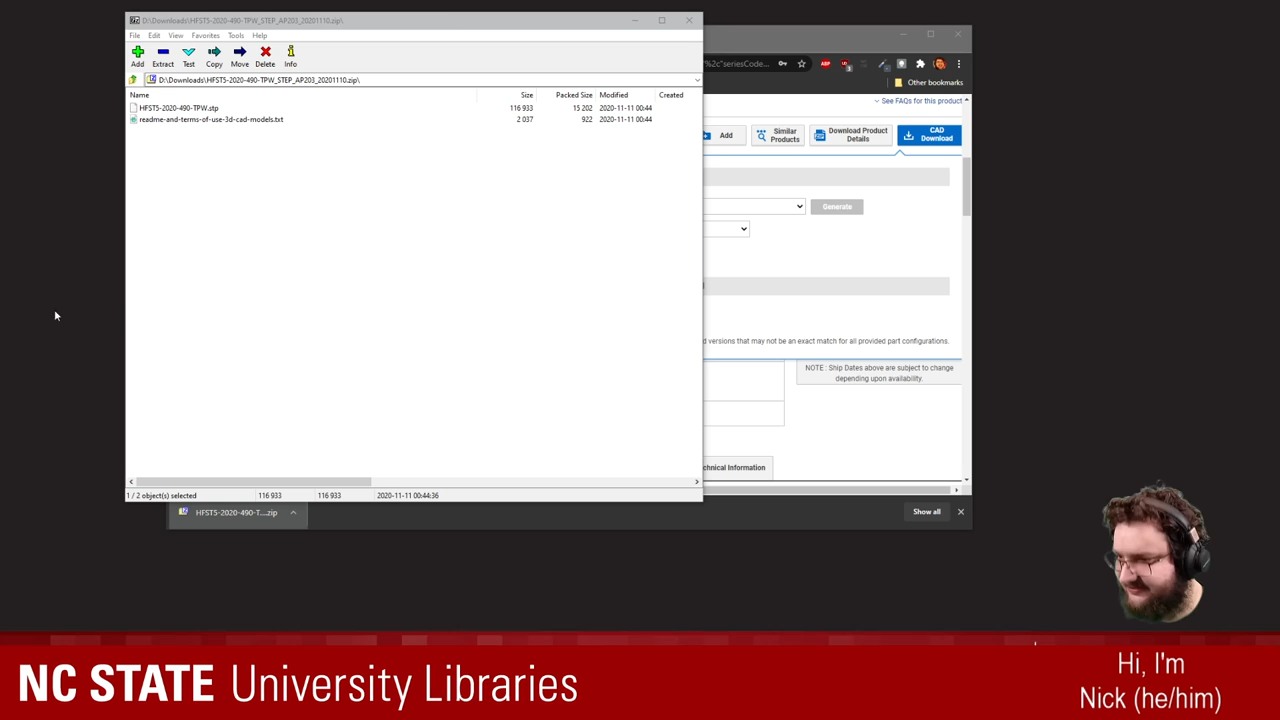 D:\Downloads\HFST5-2020-490-TPW_STEP_AP203_20201110.zip\
File Edit View Favorites Tools Help
Add Extract Test Copy Move Delete Info
D:\Downloads\HFST5-2020-490-TPW_STEP_AP203_20201110.zip\
Name Size Packed Size Modified Created
HFST5-2020-490-TPW.stp 116 933 15 202 2020-11-11 00:44
readme-and-terms-of-use-3d-cad-models.txt 2 037 922 2020-11-11 00:44
1 / 2 object(s) selected 116 933 116 933 2020-11-11 00:44:36
"%2c"seriesCode...
ABP
Other bookmarks
See FAQs for this product
Add
Similar
Products
Download Product
Details
CAD
Download
Generate
d versions that may not be an exact match for all provided part configurations.
NOTE : Ship Dates above are subject to change
depending upon availability.
chnical Information
HFST5-2020-490-T....zip
Show all
NC STATE University Libraries
Hi, I'm
Nick (he/him)